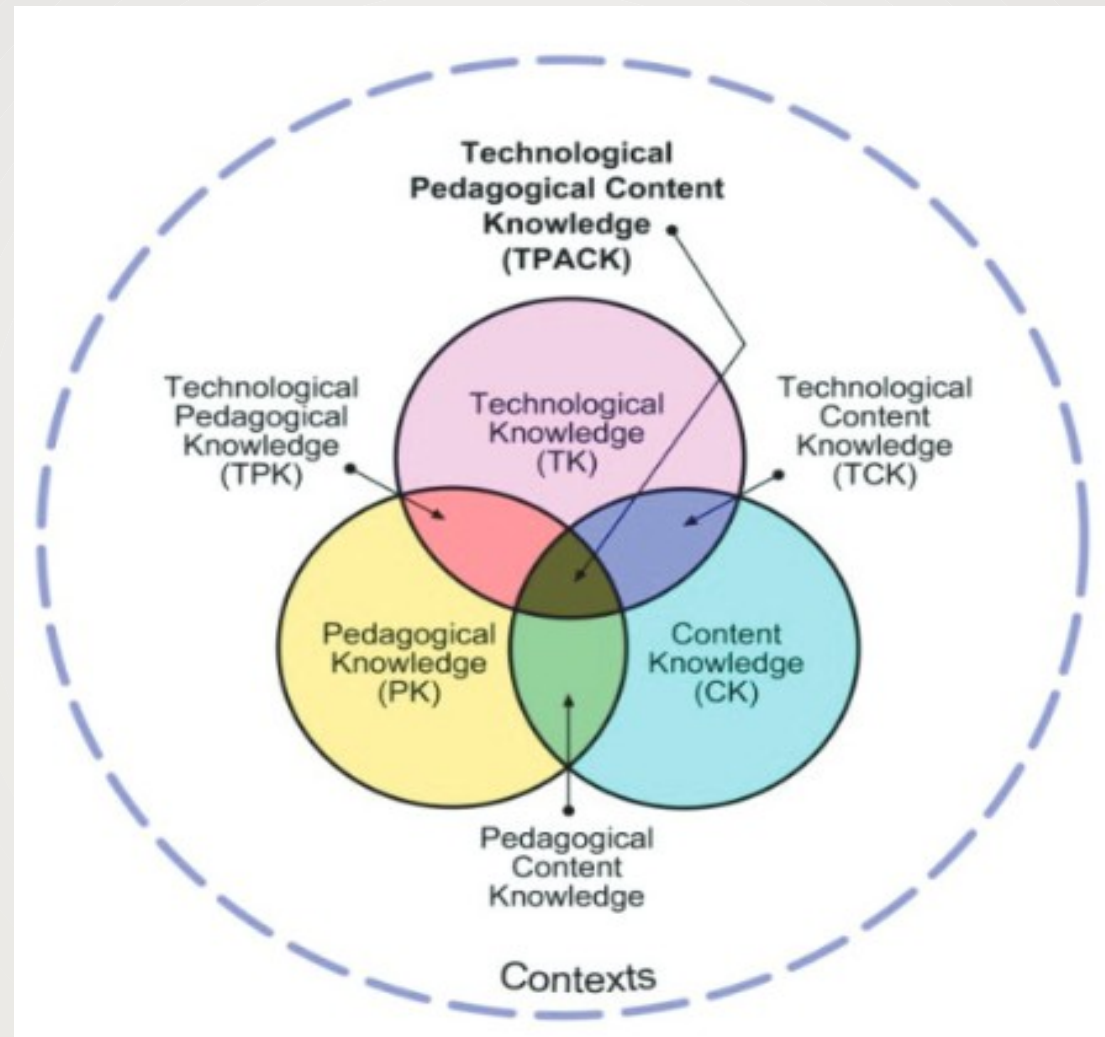 Technological
Pedagogical Content
Knowledge
(TPACK)
Technological
Pedagogical
Knowledge
(TPK)
Technological
Knowledge
(TK)
Technological
Content
Knowledge
(TCK)
Pedagogical
Knowledge
(PK)
Content
Knowledge
(CK)
Pedagogical
Content
Knowledge
Contexts